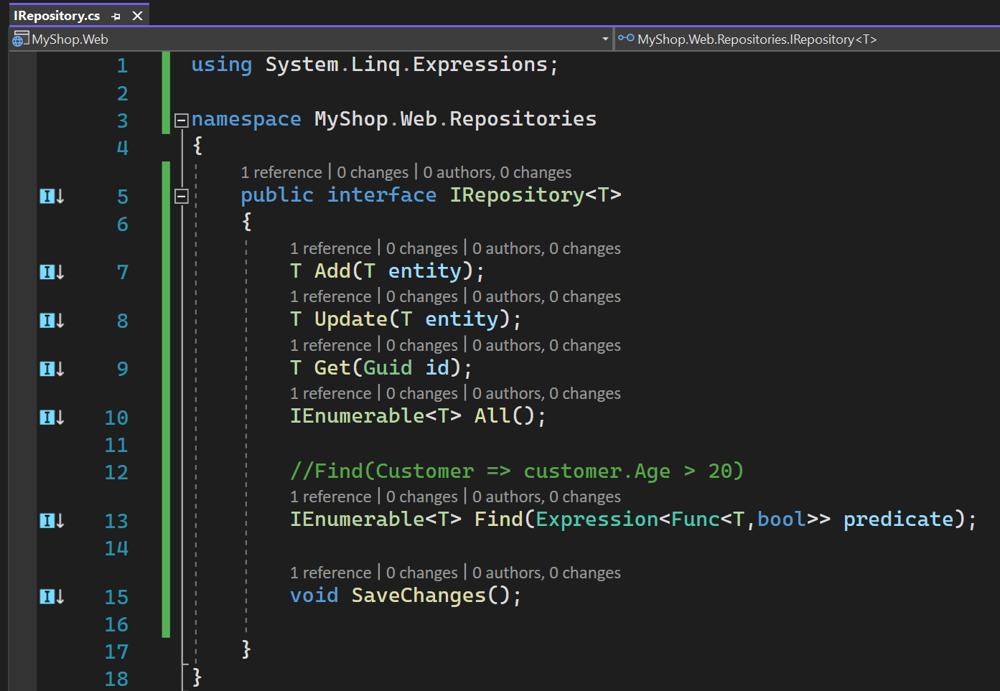 IRepository.cs
MyShop.Web MyShop.Web.Repositories.IRepository<T>
1 using System.Linq.Expressions;
2
3 namespace MyShop.Web.Repositories
4 {
1 reference | 0 changes | 0 authors, 0 changes
5 public interface IRepository<T>
6 {
1 reference | 0 changes | 0 authors, 0 changes
7 T Add(T entity);
1 reference | 0 changes | 0 authors, 0 changes
8 T Update(T entity);
1 reference | 0 changes | 0 authors, 0 changes
9 T Get(Guid id);
1 reference | 0 changes | 0 authors, 0 changes
10 IEnumerable<T> All();
11
12 //Find(Customer => customer.Age > 20)
1 reference | 0 changes | 0 authors, 0 changes
13 IEnumerable<T> Find(Expression<Func<T,bool>> predicate);
14
1 reference | 0 changes | 0 authors, 0 changes
15 void SaveChanges();
16
17 }
18 }